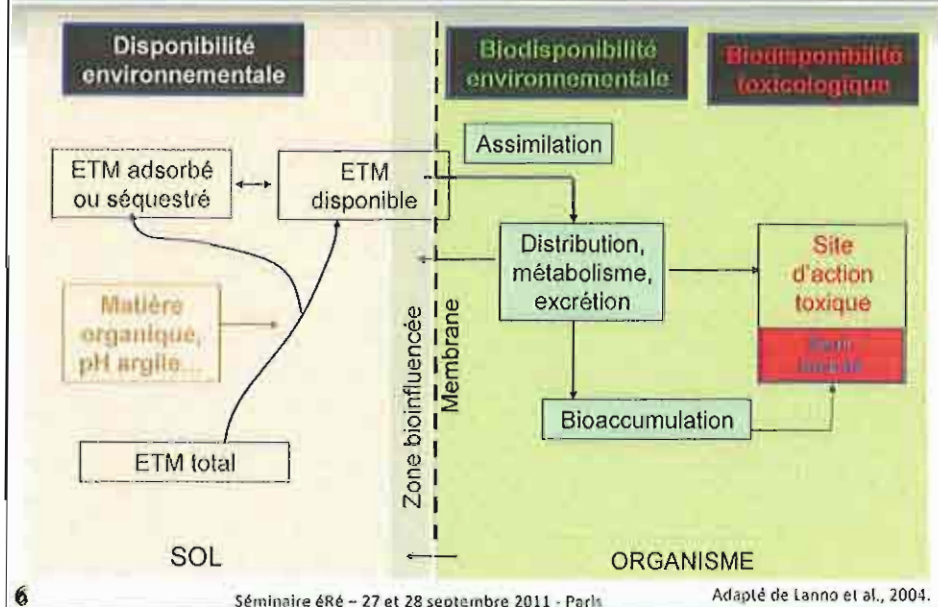 Disponibilité
environnementale
Biodisponibilité
environnementale
Biodisponibilité
toxicologique
Assimilation
ETM adsorbé
ou séquestré
ETM
disponible
Distribution,
métabolisme,
excrétion
Site
d'action
toxique
Matière
organique,
pH argile...
Bioaccumulation
ETM total
Zone bioinfluencée
Membrane
SOL
ORGANISME
6
Séminaire éRé – 27 et 28 septembre 2011 - Paris
Adapté de Lanno et al., 2004.